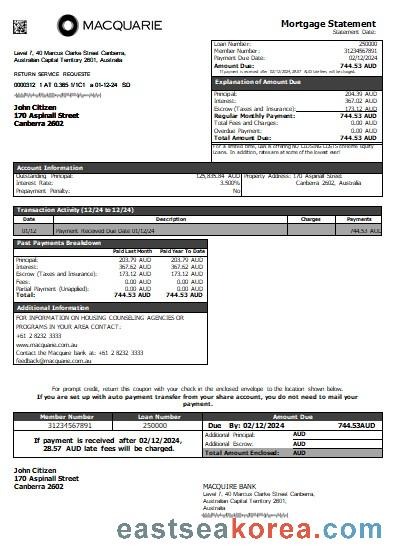 MACQUARIE
Mortgage Statement
Statement Date:
Level 7, 40 Marcus Clarke Street Canberra,
Australian Capital Territory 2601, Australia
RETURN SERVICE REQUESTE
0000312 1 AT 0.365 V1C1 a 01-12-24 SD
John Citizen
170 Aspinall Street
Canberra 2602
Loan Number: 250000
Member Number: 31234567891
Payment Due Date: 02/12/2024
Amount Due: 744.53 AUD
If payment is received after 02/12/2024, 28.57 AUD late fees will be charged.
Explanation of Amount Due
Principal: 204.39 AUD
Interest: 367.02 AUD
Escrow (Taxes and Insurance): 173.12 AUD
Regular Monthly Payment: 744.53 AUD
Total Fees and Charges: 0.00 AUD
Overdue Payment: 0.00 AUD
Total Amount Due: 744.53 AUD
For a limited time, use is offering NO CLOSING COSTS on Home Equity
Loans. In addition, rates are at some of the lowest ever!
Account Information
Outstanding Principal: 125,835.84 AUD
Interest Rate: 3.500%
Prepayment Penalty: No
Property Address: 170 Aspinall Street
Canberra 2602, Australia
Transaction Activity (12/24 to 12/24)
Date Description Charges Payments
01/12 Payment Received Due Date 01/12/24 744.53 AUD
Past Payments Breakdown
Paid Last Month Paid Year To Date
Principal: 203.79 AUD 203.79 AUD
Interest: 367.62 AUD 367.62 AUD
Escrow (Taxes and Insurance): 173.12 AUD 173.12 AUD
Fees: 0.00 AUD 0.00 AUD
Partial Payment (Unapplied): 0.00 AUD 0.00 AUD
Total: 744.53 AUD 744.53 AUD
Additional Information
FOR INFORMATION ON HOUSING COUNSELING AGENCIES OR
PROGRAMS IN YOUR AREA CONTACT:
+61 2 8232 3333
www.macquarie.com.au
Contact the Macquire bank at: +61 2 8232 3333
feedback@macquarie.com.au
For prompt credit, return this coupon with your check in the enclosed envelope to the location shown below.
If you are set up with auto payment transfer from your share account, you do not need to mail your
payment.
Member Number Loan Number Amount Due
31234567891 250000 Due By: 02/12/2024 744.53AUD
If payment is received after 02/12/2024,
28.57 AUD late fees will be charged.
Additional Principal: AUD
Additional Escrow: AUD
Total Amount Enclosed: AUD
John Citizen
170 Aspinall Street
Canberra 2602
MACQUIRE BANK
Level 7, 40 Marcus Clarke Street Canberra,
Australian Capital Territory 2601,
Australia
eastseakorea.com